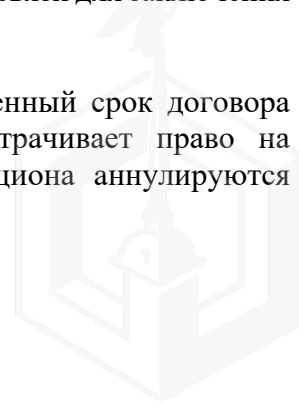 енный срок договора
трачивает право на
циона аннулируются